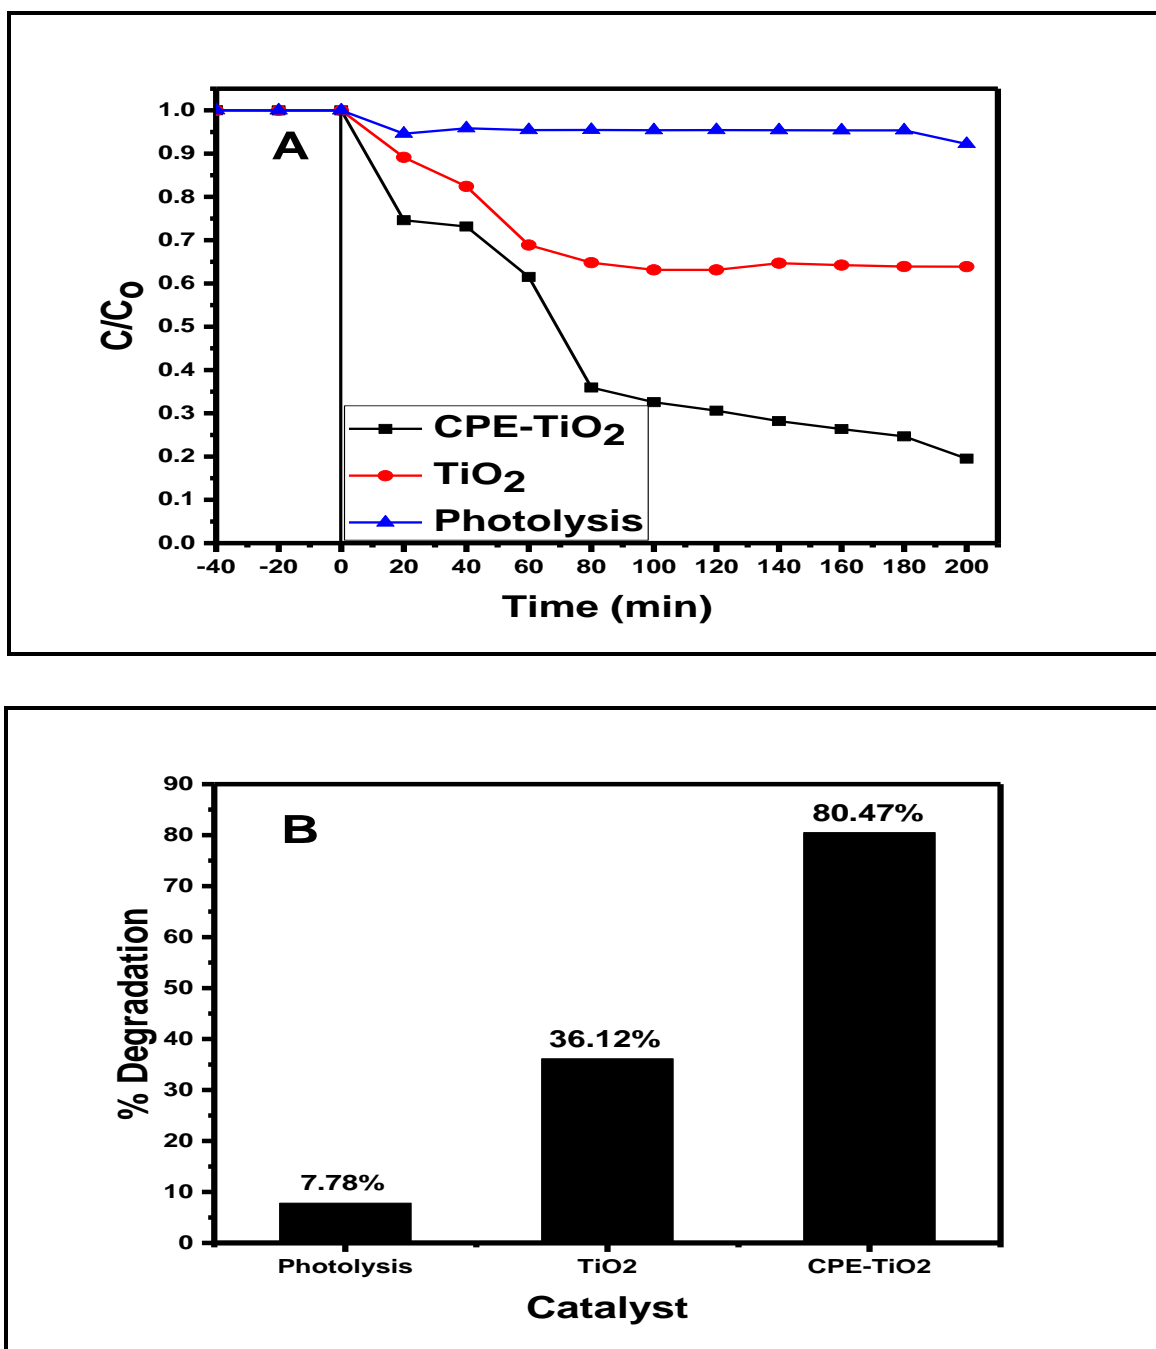 A
1.0
0.9
0.8
0.7
0.6
0.5
0.4
0.3
0.2
0.1
0.0
C/C0
CPE-TiO2
TiO2
Photolysis
-40 -20 0 20 40 60 80 100 120 140 160 180 200
Time (min)
B
90
80
70
60
50
40
30
20
10
0
% Degradation
80.47%
36.12%
7.78%
Photolysis TiO2 CPE-TiO2
Catalyst